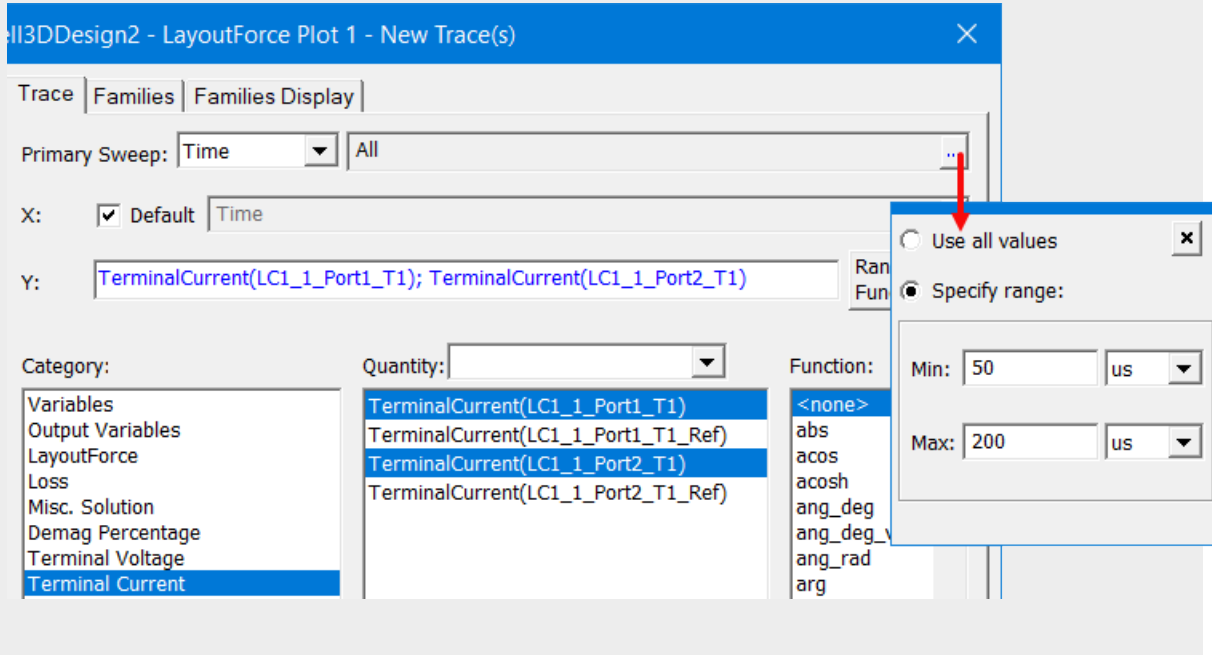 ell3DDesign2 - LayoutForce Plot 1 - New Trace(s)
Trace Families Families Display
Primary Sweep: Time All ...
X: Default Time
Use all values
Y: TerminalCurrent(LC1_1_Port1_T1); TerminalCurrent(LC1_1_Port2_T1)
Ran
Fun
Specify range:
Min: 50 us
Max: 200 us
Category:
Variables
Output Variables
LayoutForce
Loss
Misc. Solution
Demag Percentage
Terminal Voltage
Terminal Current
Quantity:
TerminalCurrent(LC1_1_Port1_T1)
TerminalCurrent(LC1_1_Port1_T1_Ref)
TerminalCurrent(LC1_1_Port2_T1)
TerminalCurrent(LC1_1_Port2_T1_Ref)
Function:
<none>
abs
acos
acosh
ang_deg
ang_deg_v
ang_rad
arg